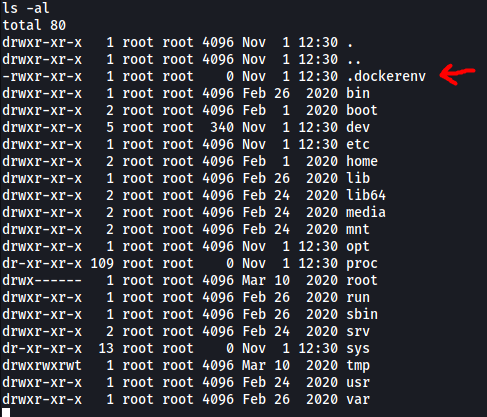 ls -al
total 80
drwxr-xr-x   1 root root 4096 Nov  1 12:30 .
drwxr-xr-x   1 root root 4096 Nov  1 12:30 ..
-rwxr-xr-x   1 root root    0 Nov  1 12:30 .dockerenv
drwxr-xr-x   1 root root 4096 Feb 26  2020 bin
drwxr-xr-x   2 root root 4096 Feb  1  2020 boot
drwxr-xr-x   5 root root  340 Nov  1 12:30 dev
drwxr-xr-x   1 root root 4096 Nov  1 12:30 etc
drwxr-xr-x   2 root root 4096 Feb  1  2020 home
drwxr-xr-x   1 root root 4096 Feb 26  2020 lib
drwxr-xr-x   2 root root 4096 Feb 24  2020 lib64
drwxr-xr-x   2 root root 4096 Feb 24  2020 media
drwxr-xr-x   2 root root 4096 Feb 24  2020 mnt
drwxr-xr-x   1 root root 4096 Nov  1 12:30 opt
dr-xr-xr-x 109 root root    0 Nov  1 12:30 proc
drwx------   1 root root 4096 Mar 10  2020 root
drwxr-xr-x   1 root root 4096 Feb 26  2020 run
drwxr-xr-x   1 root root 4096 Feb 26  2020 sbin
drwxr-xr-x   2 root root 4096 Feb 24  2020 srv
dr-xr-xr-x  13 root root    0 Nov  1 12:30 sys
drwxrwxrwt   1 root root 4096 Mar 10  2020 tmp
drwxr-xr-x   1 root root 4096 Feb 24  2020 usr
drwxr-xr-x   1 root root 4096 Feb 26  2020 var